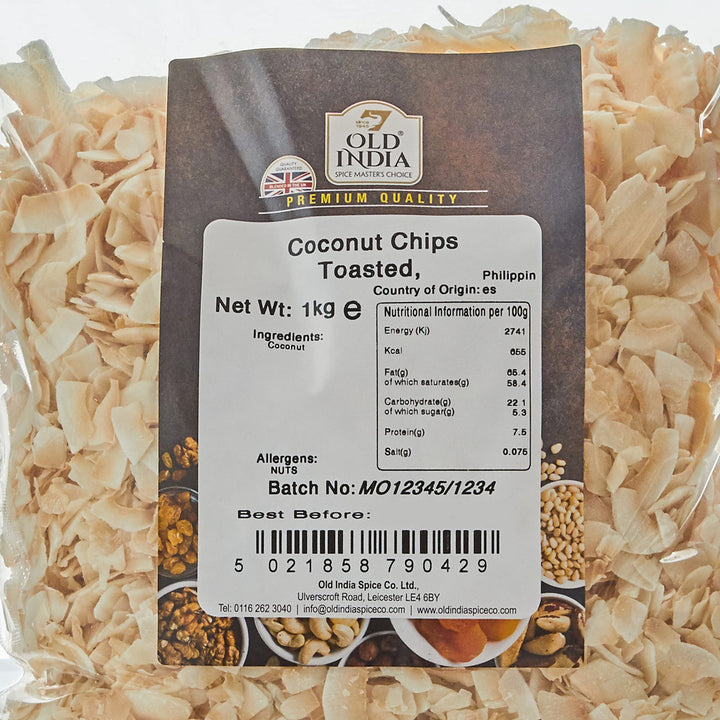 since
1945
OLD®
INDIA
SPICE MASTER'S CHOICE
QUALITY
GUARANTEED
BLENDED IN THE UK
PREMIUM QUALITY
Coconut Chips
Toasted,
Philippin
Country of Origin: es
Net Wt: 1kg e
Ingredients:
Coconut
Nutritional Information per 100g
Energy (Kj) 2741
Kcal 655
Fat(g) 65.4
of which saturates(g) 58.4
Carbohydrate(g) 22.1
of which sugar(g) 5.3
Protein(g) 7.5
Salt(g) 0.075
Allergens:
NUTS
Batch No: MO12345/1234
Best Before:
5 021858 790429
Old India Spice Co. Ltd.,
Ulverscroft Road, Leicester LE4 6BY
Tel: 0116 262 3040 | info@oldindiaspiceco.com | www.oldindiaspiceco.com